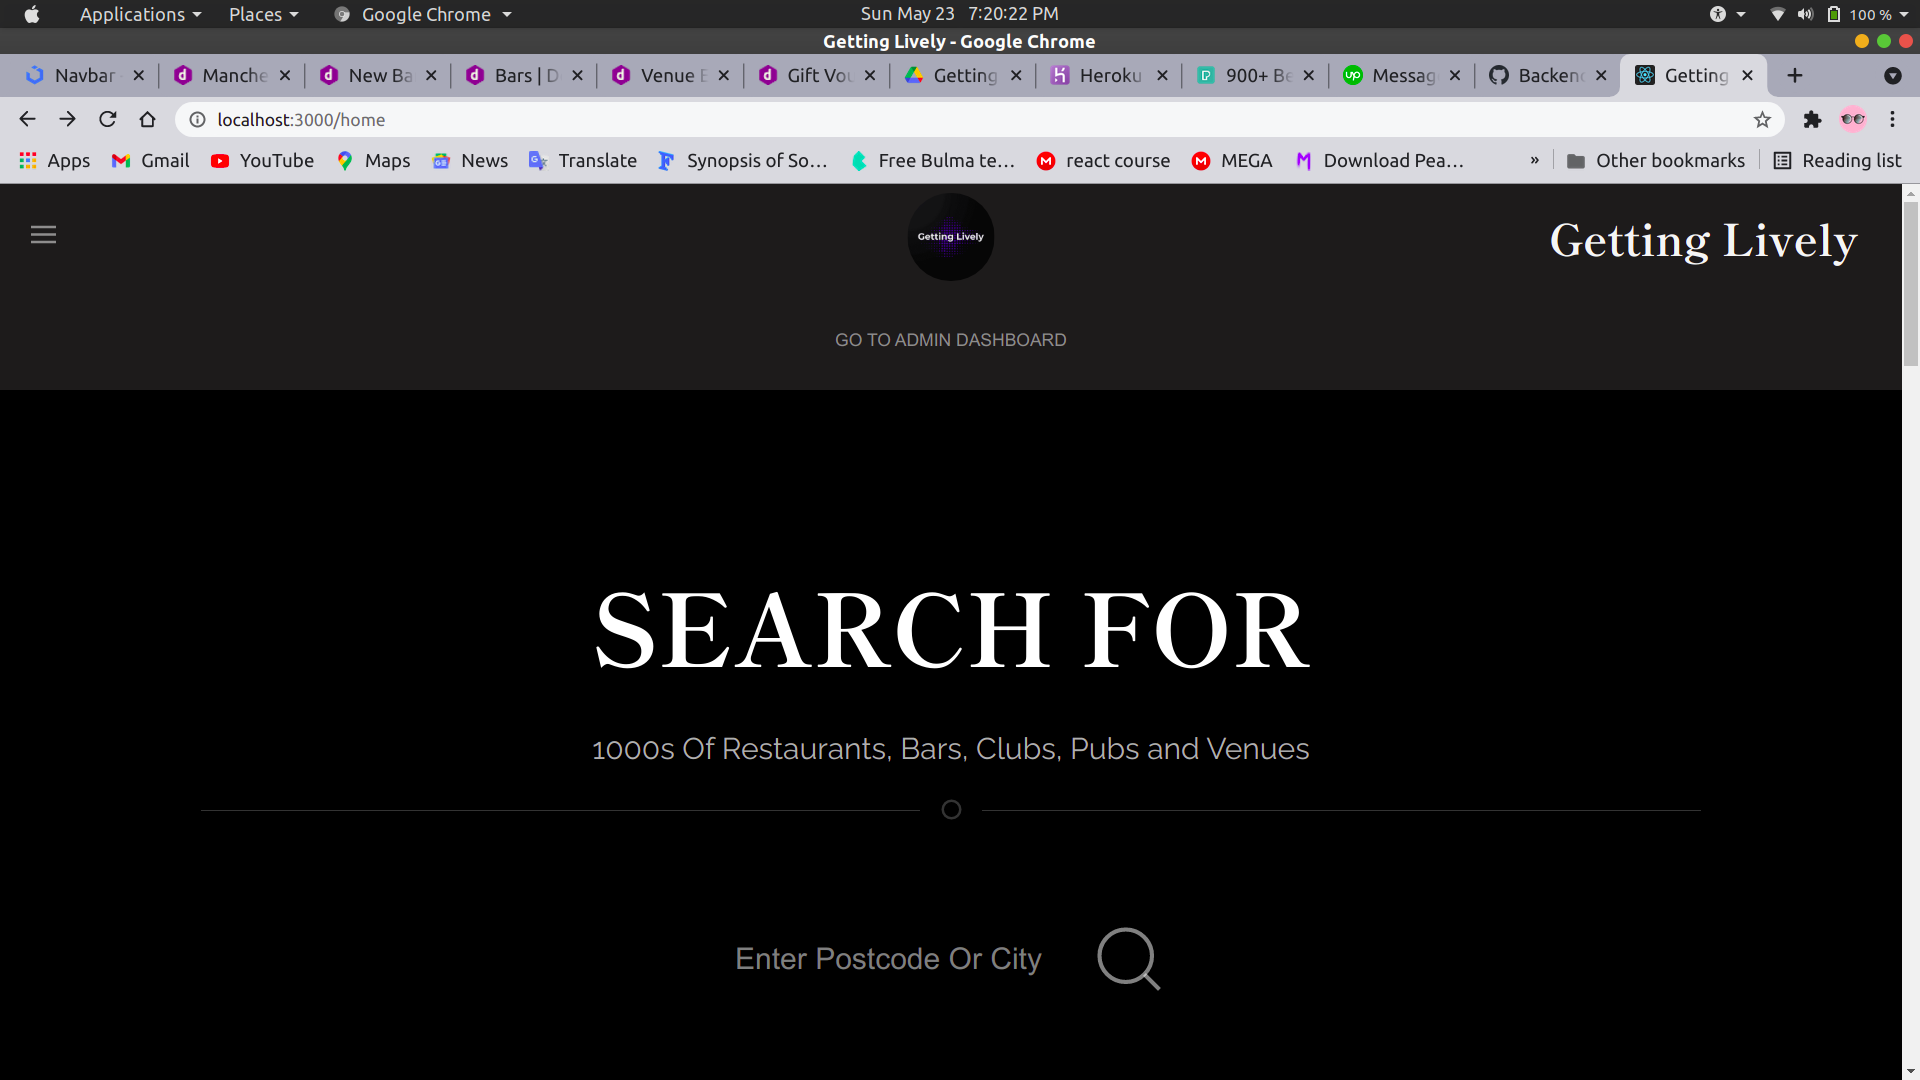 Applications Places Google Chrome Sun May 23 7:20:22 PM 100 %
Getting Lively - Google Chrome
Navbar Manche New Ba Bars | D Venue Gift Vou Getting Heroku 900+ Be Messag Backend Getting
localhost:3000/home
Apps Gmail YouTube Maps News Translate Synopsis of So... Free Bulma te... react course MEGA Download Pea... » Other bookmarks Reading list
Getting Lively
Getting Lively
GO TO ADMIN DASHBOARD
SEARCH FOR
1000s Of Restaurants, Bars, Clubs, Pubs and Venues
Enter Postcode Or City